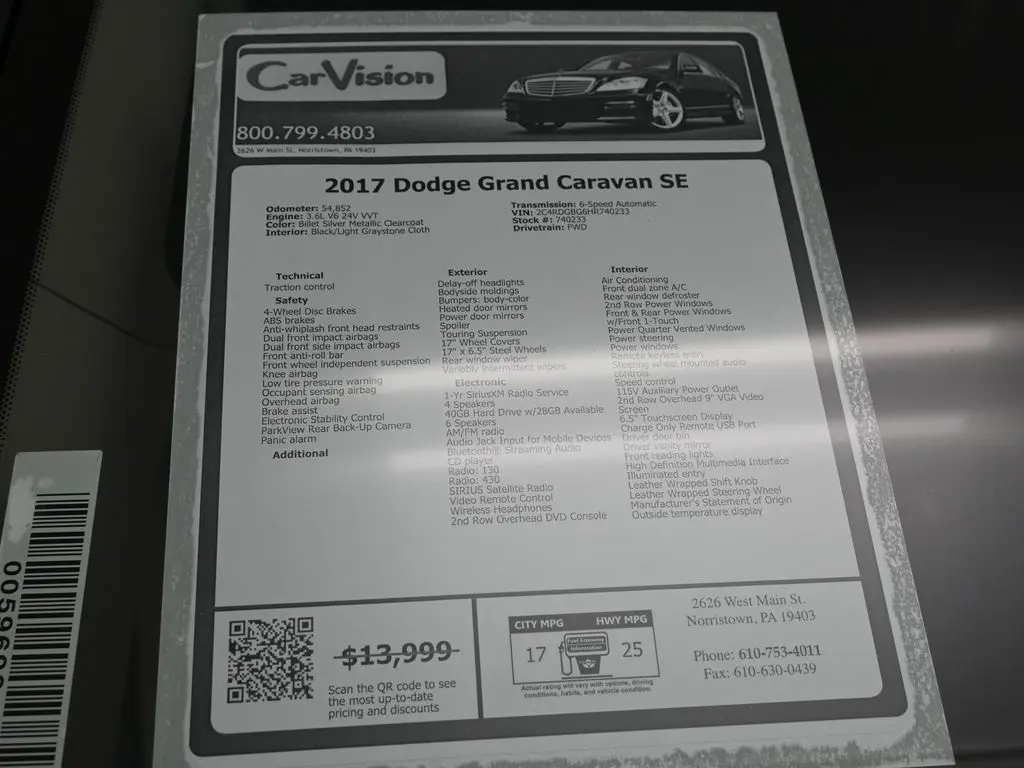 CarVision
800.799.4803
2626 W Main St, Norristown, PA 19403
2017 Dodge Grand Caravan SE
Odometer: 54,852
Engine: 3.6L V6 24V VVT
Color: Billet Silver Metallic Clearcoat
Interior: Black/Light Graystone Cloth
Transmission: 6-Speed Automatic
VIN: 2C4RDGBG6HR740233
Stock #: 740233
Drivetrain: FWD
Technical
Traction control
Safety
4-Wheel Disc Brakes
ABS brakes
Anti-whiplash front head restraints
Dual front impact airbags
Dual front side impact airbags
Front anti-roll bar
Front wheel independent suspension
Knee airbag
Low tire pressure warning
Occupant sensing airbag
Overhead airbag
Brake assist
Electronic Stability Control
ParkView Rear Back-Up Camera
Panic alarm
Additional
Exterior
Delay-off headlights
Bodyside moldings
Bumpers: body-color
Heated door mirrors
Power door mirrors
Spoiler
Touring Suspension
17" Wheel Covers
17" x 6.5" Steel Wheels
Rear window wiper
Variably intermittent wipers
Electronic
1-Yr SiriusXM Radio Service
4 Speakers
40GB Hard Drive w/28GB Available
6 Speakers
AM/FM radio
Audio Jack Input for Mobile Devices
Bluetooth® Streaming Audio
CD player
Radio: 130
Radio: 430
SIRIUS Satellite Radio
Video Remote Control
Wireless Headphones
2nd Row Overhead DVD Console
Interior
Air Conditioning
Front dual zone A/C
Rear window defroster
2nd Row Power Windows
Front & Rear Power Windows
w/Front 1-Touch
Power Quarter Vented Windows
Power steering
Power windows
Remote keyless entry
Steering wheel mounted audio
controls
Speed control
115V Auxiliary Power Outlet
2nd Row Overhead 9" VGA Video
Screen
6.5" Touchscreen Display
Charge Only Remote USB Port
Driver door bin
Driver vanity mirror
Front reading lights
High Definition Multimedia Interface
Illuminated entry
Leather Wrapped Shift Knob
Leather Wrapped Steering Wheel
Manufacturer's Statement of Origin
Outside temperature display
$13,999
Scan the QR code to see
the most up-to-date
pricing and discounts
CITY MPG
HWY MPG
17
Fuel Economy
Information
25
Actual rating will vary with options, driving
conditions, habits, and vehicle condition.
2626 West Main St.
Norristown, PA 19403
Phone: 610-753-4011
Fax: 610-630-0439